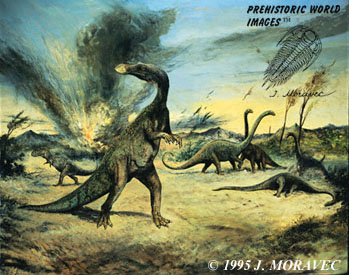 PREHISTORIC WORLD
IMAGES™
J. Moravec
© 1995 J. MORAVEC